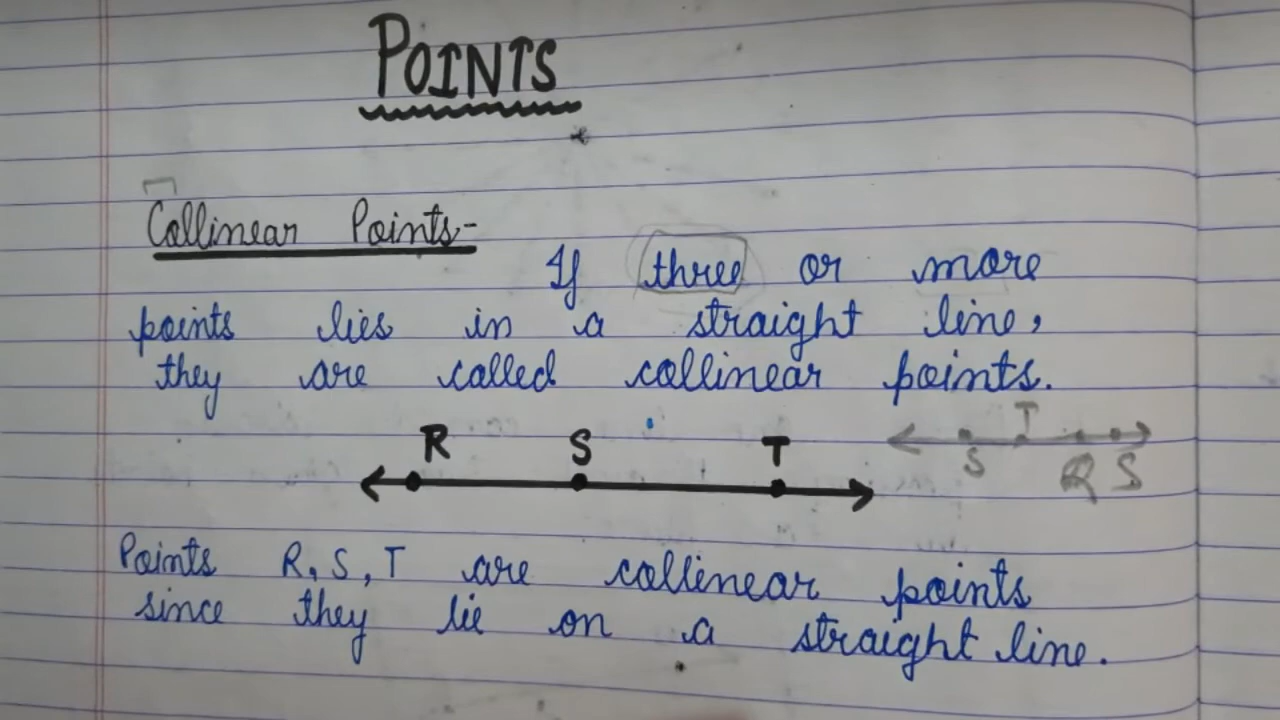 POINTS
Collinear Points-
If three or more
points lies in a straight line,
they are called collinear points.
R S T
T
S R S
Points R, S, T are collinear points
since they lie on a straight line.